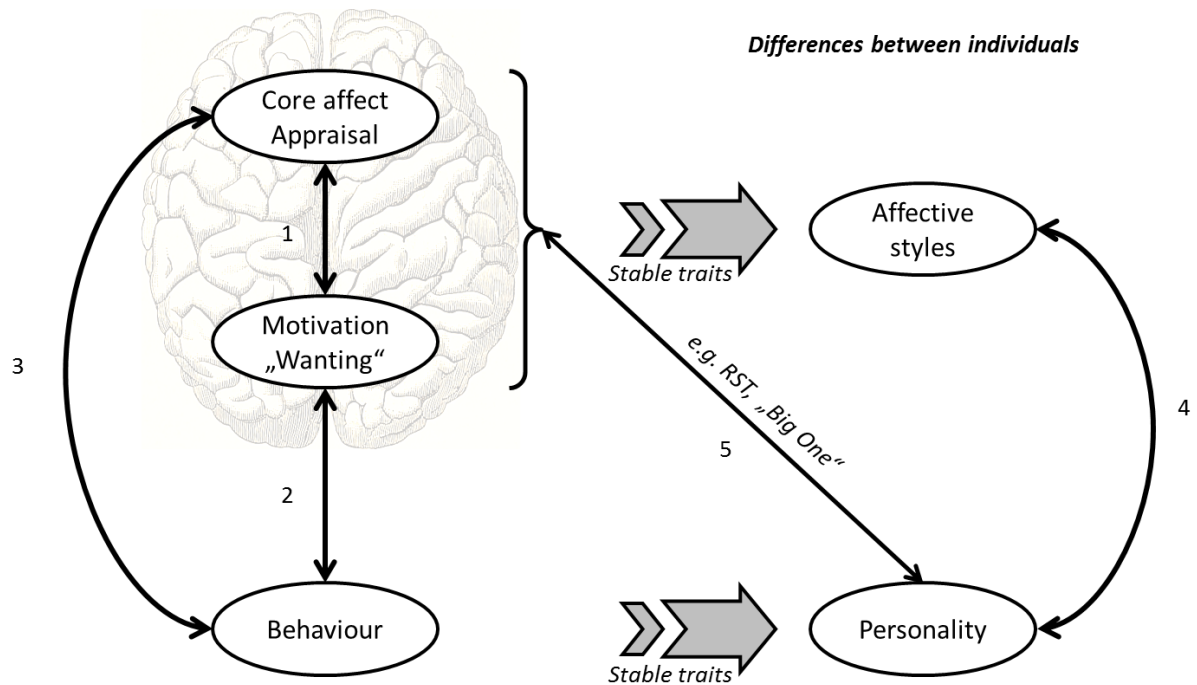 Differences between individuals
Core affect
Appraisal
1
Motivation
„Wanting“
3
2
Behaviour
Stable traits
Affective
styles
e.g. RST, „Big One“
5
4
Stable traits
Personality